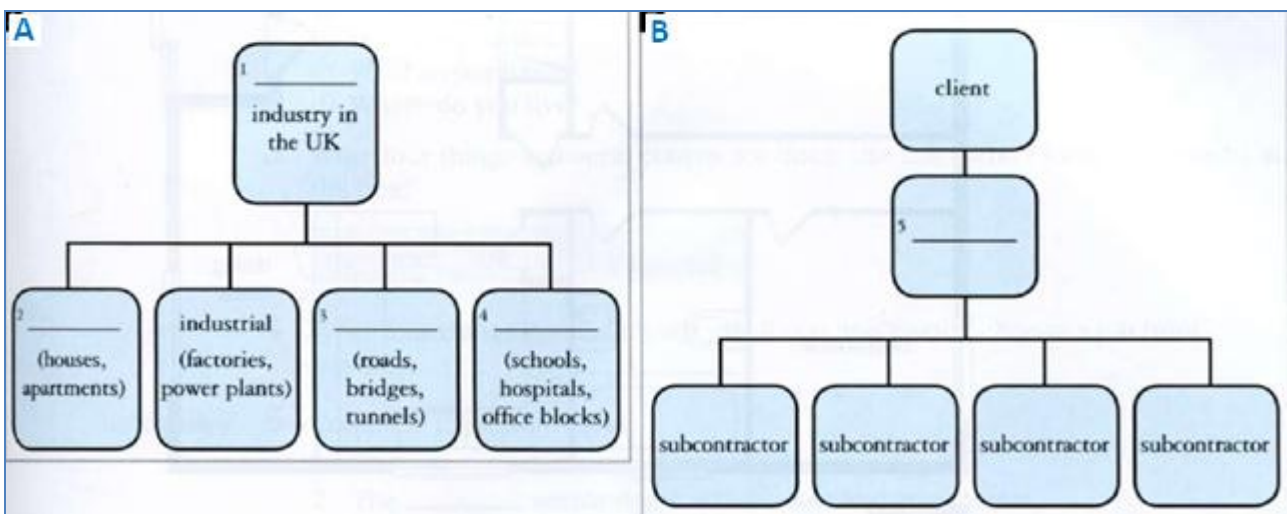 A
1 ________
industry in
the UK
2 ________
(houses,
apartments)
industrial
(factories,
power plants)
3 ________
(roads,
bridges,
tunnels)
4 ________
(schools,
hospitals,
office blocks)
B
client
5 ________
subcontractor
subcontractor
subcontractor
subcontractor